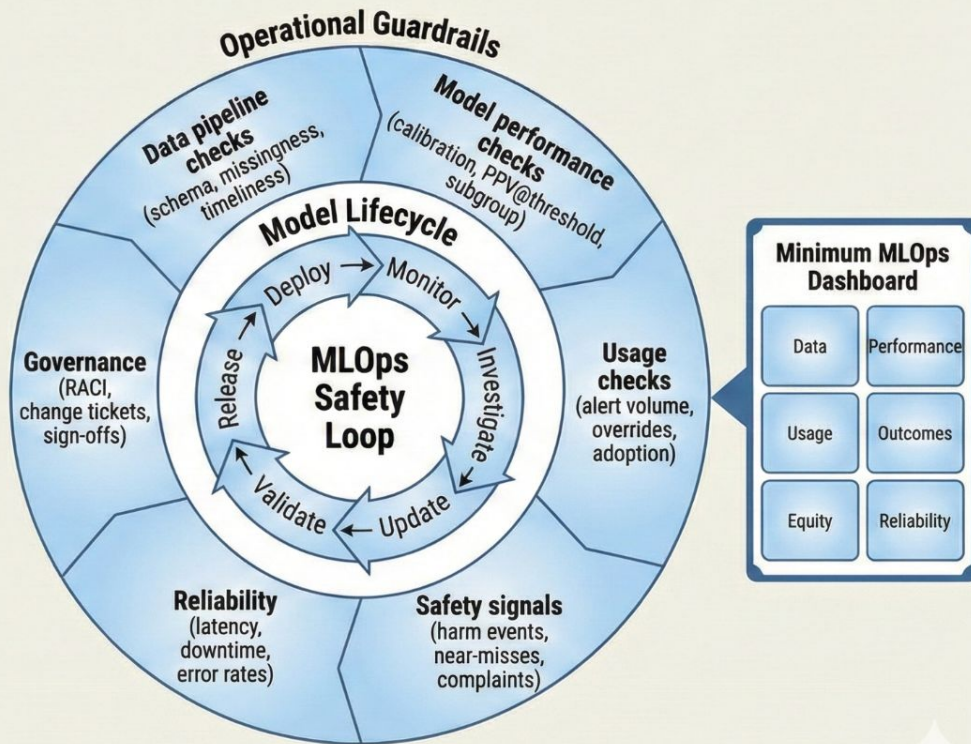 Operational Guardrails
Data pipeline
checks
(schema, missingness,
timeliness)
Model performance
checks
(calibration, PPV@threshold,
subgroup)
Usage
checks
(alert volume,
overrides,
adoption)
Safety signals
(harm events,
near-misses,
complaints)
Reliability
(latency,
downtime,
error rates)
Governance
(RACI,
change tickets,
sign-offs)
Model Lifecycle
Deploy →
Monitor →
Investigate →
Update →
Validate →
Release →
MLOps
Safety
Loop
Minimum MLOps
Dashboard
Data
Performance
Usage
Outcomes
Equity
Reliability